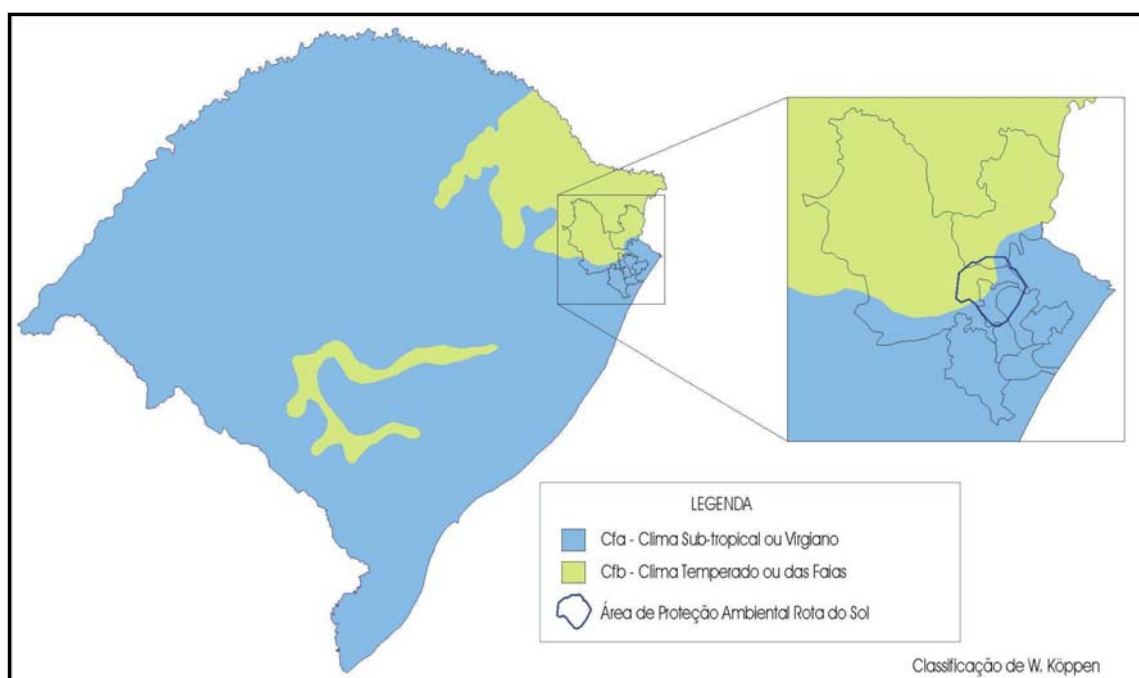 LEGENDA
Cfa - Clima Sub-tropical ou Virgiano
Cfb - Clima Temperado ou das Faias
Área de Proteção Ambiental Rota do Sol
Classificação de W. Köppen